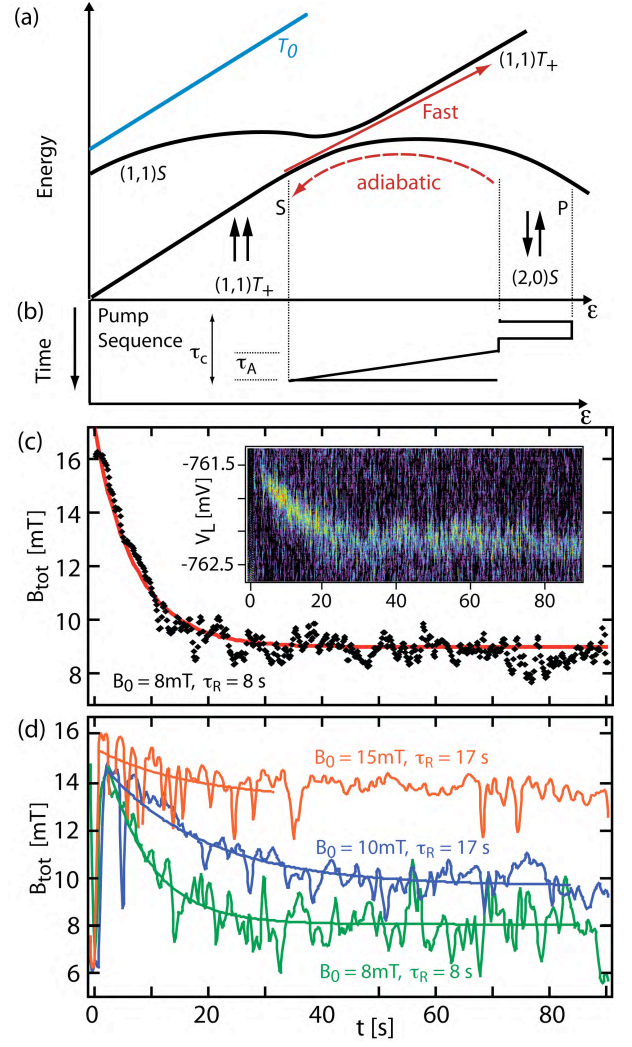 (a)
T0
(1,1)T+
Fast
(1,1)S
Energy
adiabatic
S
P
(1,1)T+
(2,0)S
ε
(b)
Pump
Sequence
τc
τA
Time
ε
(c)
16
14
12
10
8
Btot [mT]
-761.5
-762.5
VL [mV]
0 20 40 60 80
B0 = 8mT, τR = 8 s
(d)
16
14
12
10
8
6
Btot [mT]
B0 = 15mT, τR = 17 s
B0 = 10mT, τR = 17 s
B0 = 8mT, τR = 8 s
0 20 40 60 80
t [s]